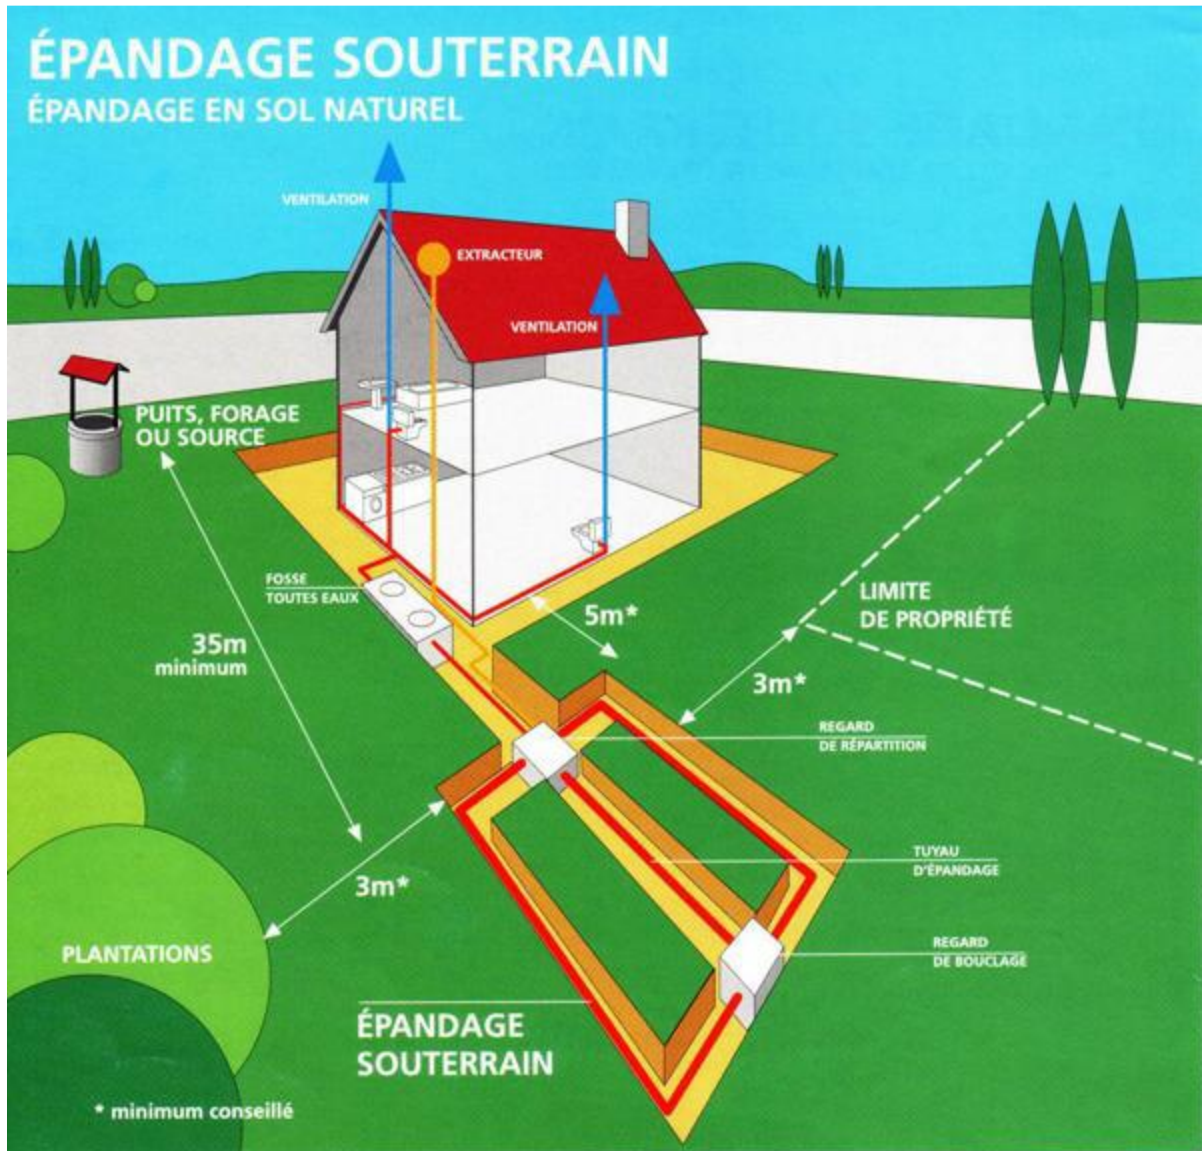 ÉPANDAGE SOUTERRAIN
ÉPANDAGE EN SOL NATUREL
VENTILATION
EXTRACTEUR
VENTILATION
PUITS, FORAGE
OU SOURCE
FOSSE
TOUTES EAUX
5m*
LIMITE
DE PROPRIÉTÉ
35m
minimum
3m*
REGARD
DE RÉPARTITION
TUYAU
D'ÉPANDAGE
3m*
REGARD
DE BOUCLAGE
PLANTATIONS
ÉPANDAGE
SOUTERRAIN
* minimum conseillé